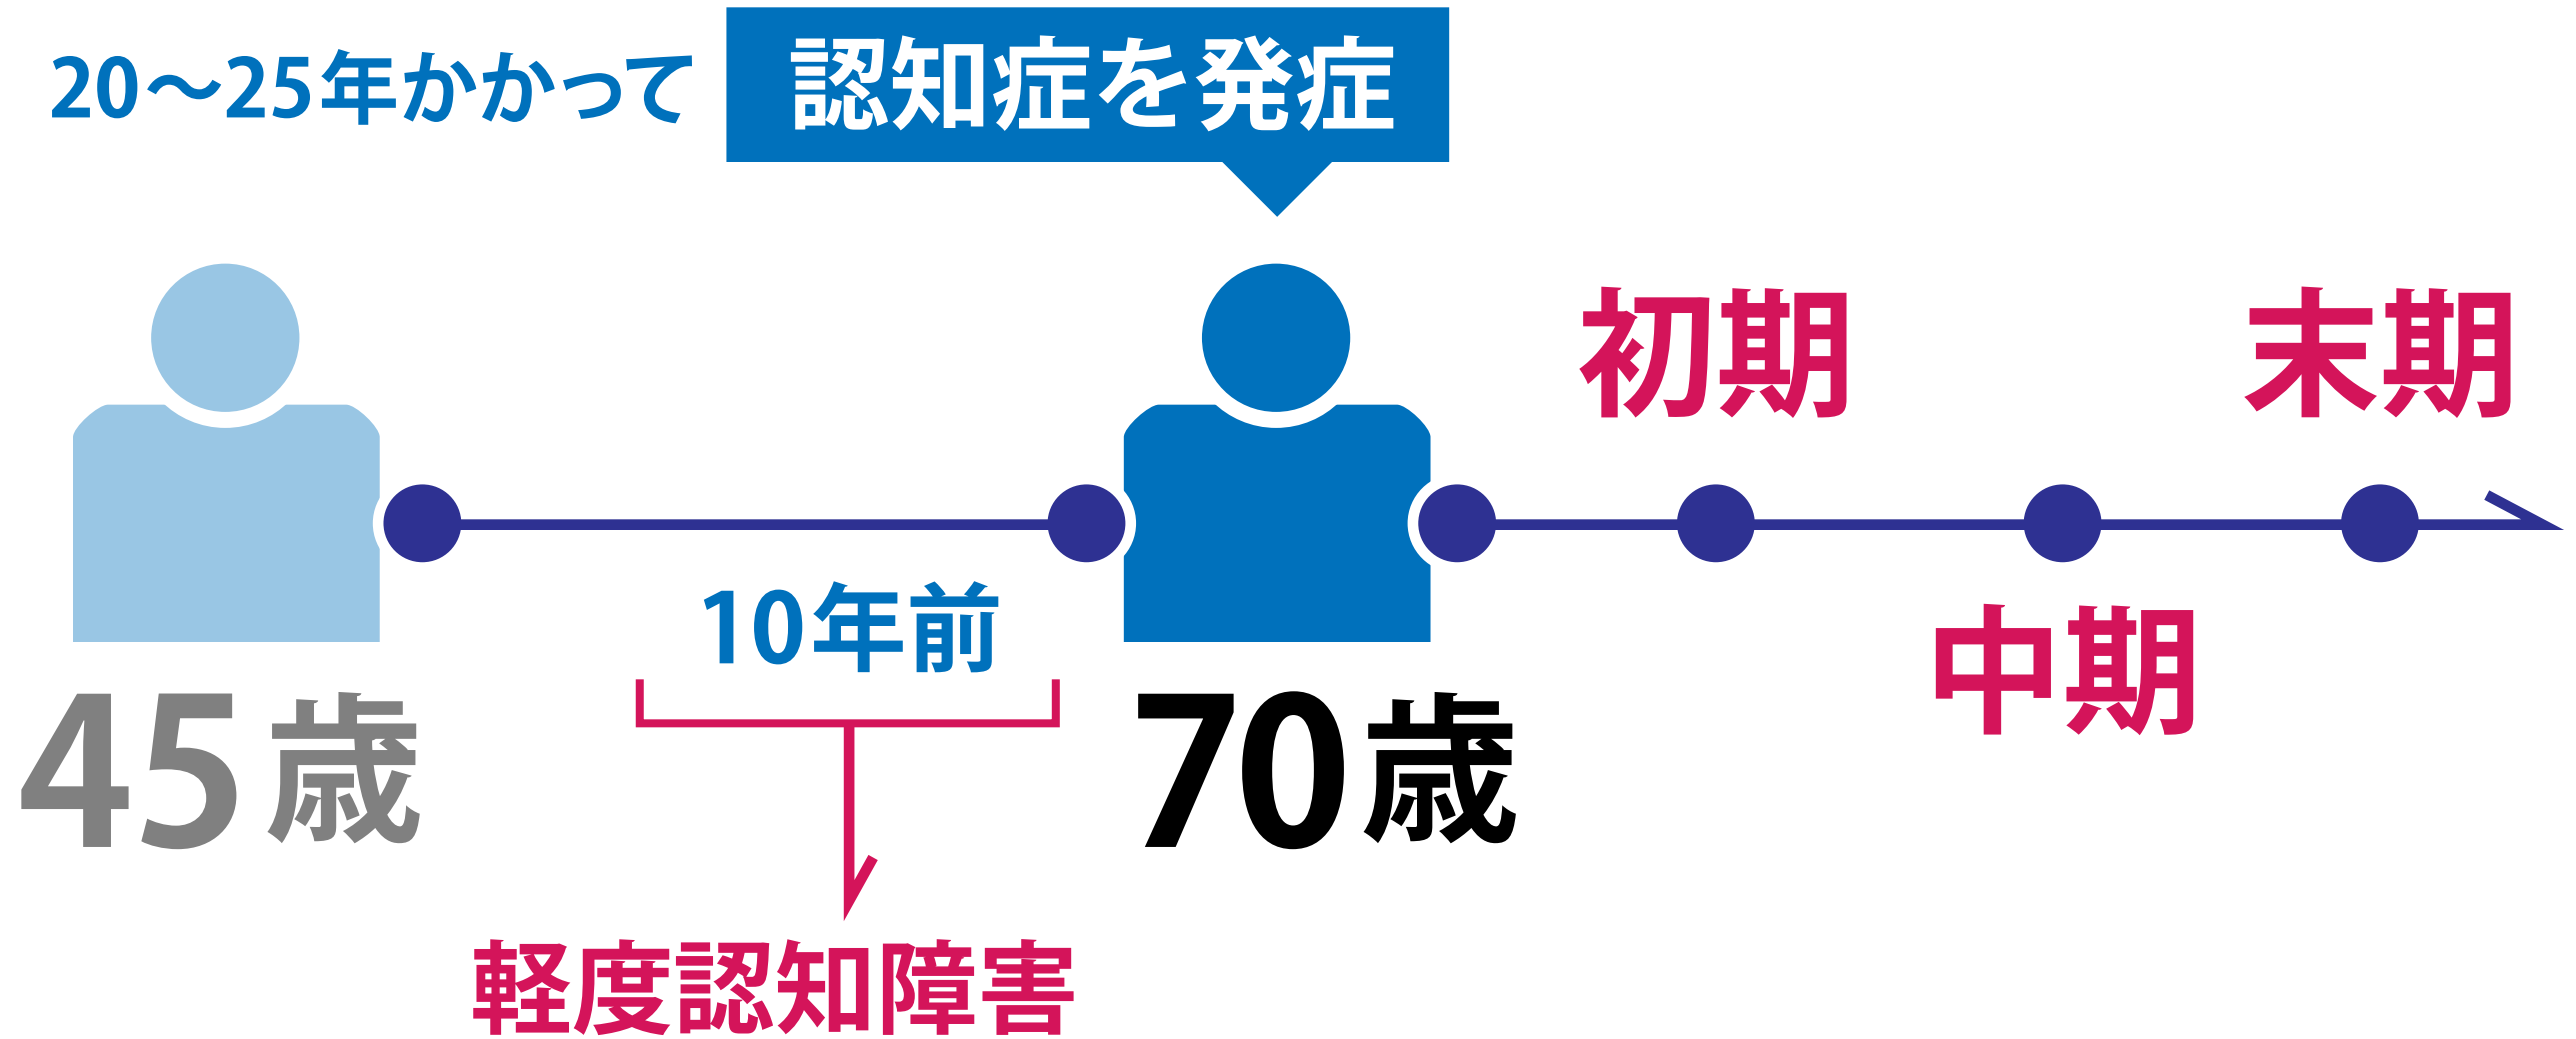 20～25年かかって
認知症を発症
初期
末期
10年前
中期
45歳
70歳
軽度認知障害